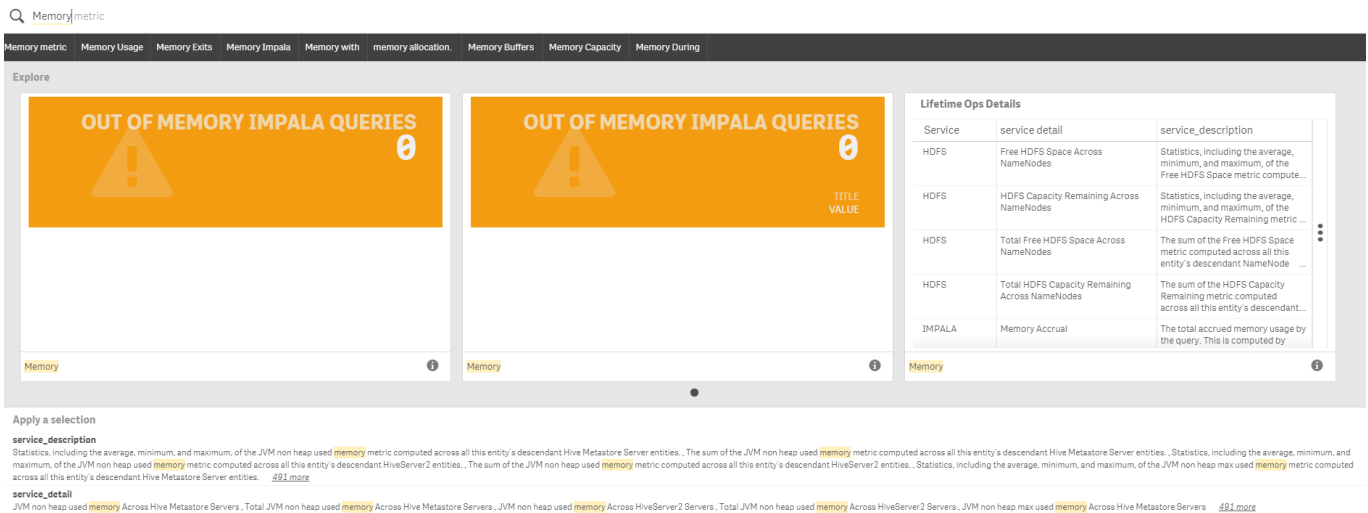 Memory metric
Memory metric Memory Usage Memory Exits Memory Impala Memory with memory allocation. Memory Buffers Memory Capacity Memory During
Explore
OUT OF MEMORY IMPALA QUERIES
0
Memory
OUT OF MEMORY IMPALA QUERIES
0
TITLE
VALUE
Memory
Lifetime Ops Details
Service service detail service_description
HDFS Free HDFS Space Across Statistics, including the average,
NameNodes minimum, and maximum, of the
Free HDFS Space metric compute...
HDFS HDFS Capacity Remaining Across Statistics, including the average,
NameNodes minimum, and maximum, of the
HDFS Capacity Remaining metric ...
HDFS Total Free HDFS Space Across The sum of the Free HDFS Space
NameNodes metric computed across all this
entity's descendant NameNode ...
HDFS Total HDFS Capacity Remaining The sum of the HDFS Capacity
Across NameNodes Remaining metric computed
across all this entity's descendant...
IMPALA Memory Accrual The total accrued memory usage by
the query. This is computed by
Memory
Apply a selection
service_description
Statistics, including the average, minimum, and maximum, of the JVM non heap used memory metric computed across all this entity's descendant Hive Metastore Server entities. , The sum of the JVM non heap used memory metric computed across all this entity's descendant Hive Metastore Server entities. , Statistics, including the average, minimum, and
maximum, of the JVM non heap used memory metric computed across all this entity's descendant HiveServer2 entities. , The sum of the JVM non heap used memory metric computed across all this entity's descendant HiveServer2 entities. , Statistics, including the average, minimum, and maximum, of the JVM non heap max used memory metric computed
across all this entity's descendant Hive Metastore Server entities. 491 more
service_detail
JVM non heap used memory Across Hive Metastore Servers , Total JVM non heap used memory Across Hive Metastore Servers , JVM non heap used memory Across HiveServer2 Servers , Total JVM non heap used memory Across HiveServer2 Servers , JVM non heap max used memory Across Hive Metastore Servers 491 more